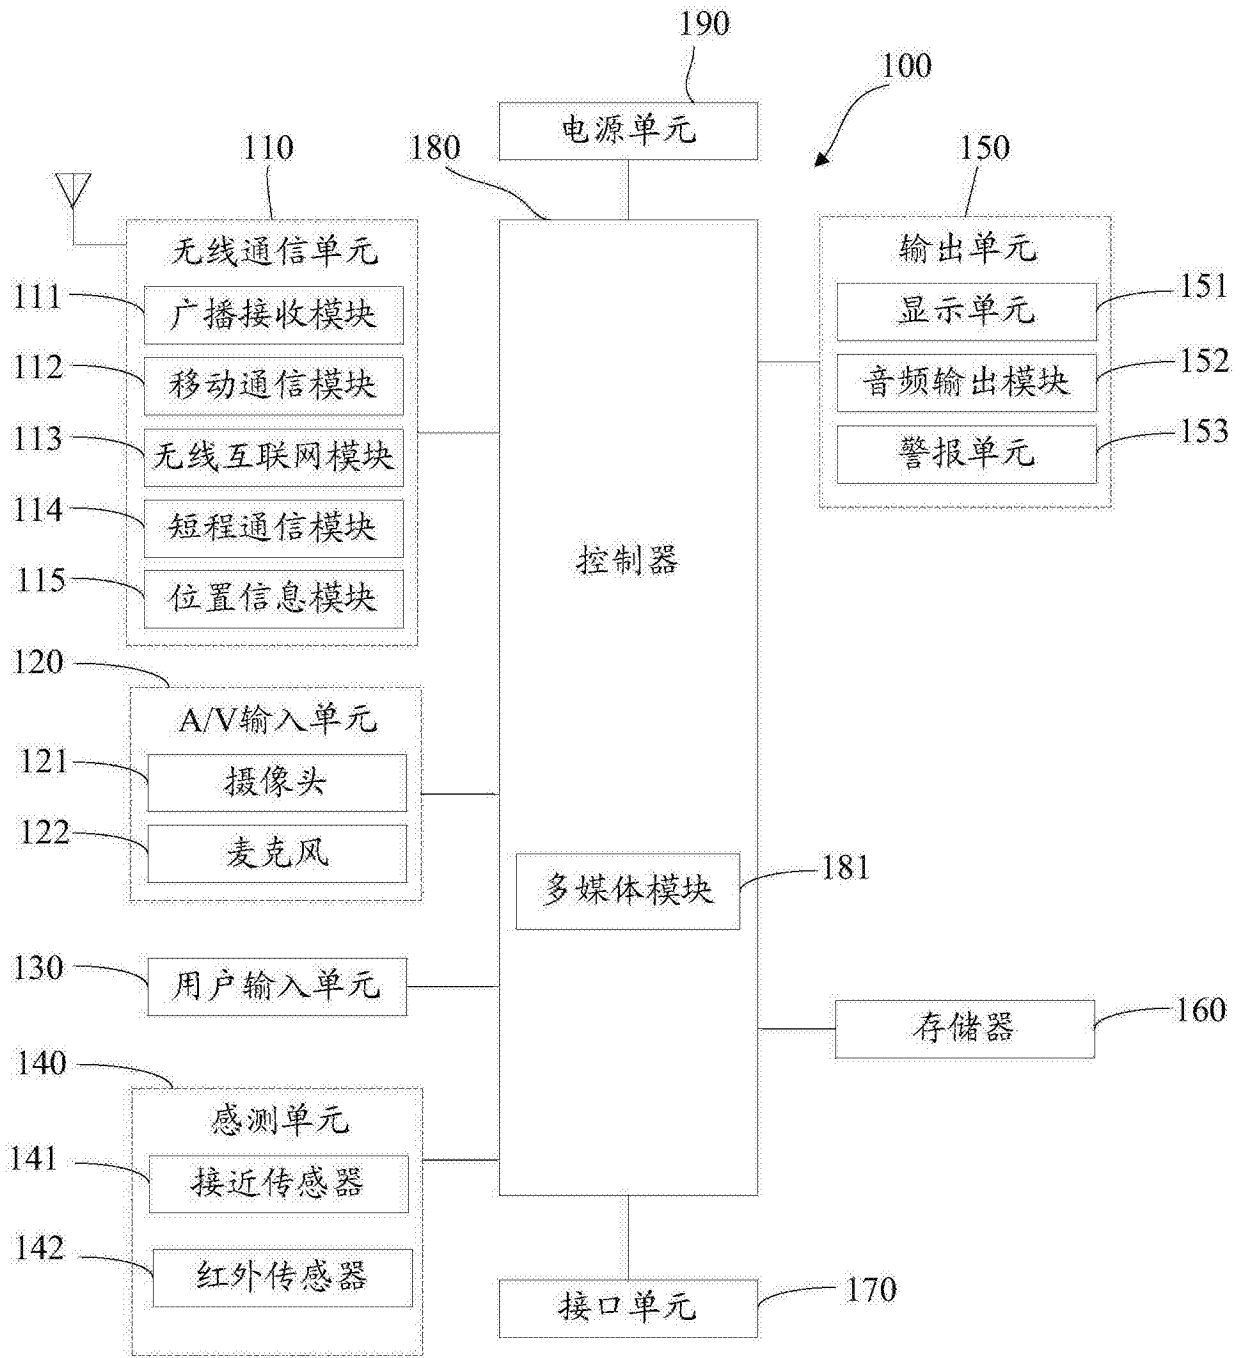 190
100
电源单元
110
180
150
无线通信单元
输出单元
111
广播接收模块
151
显示单元
112
移动通信模块
152
音频输出模块
113
无线互联网模块
153
警报单元
114
短程通信模块
控制器
115
位置信息模块
120
A/V输入单元
121
摄像头
122
麦克风
多媒体模块
181
130
用户输入单元
存储器
160
140
感测单元
141
接近传感器
142
红外传感器
接口单元
170